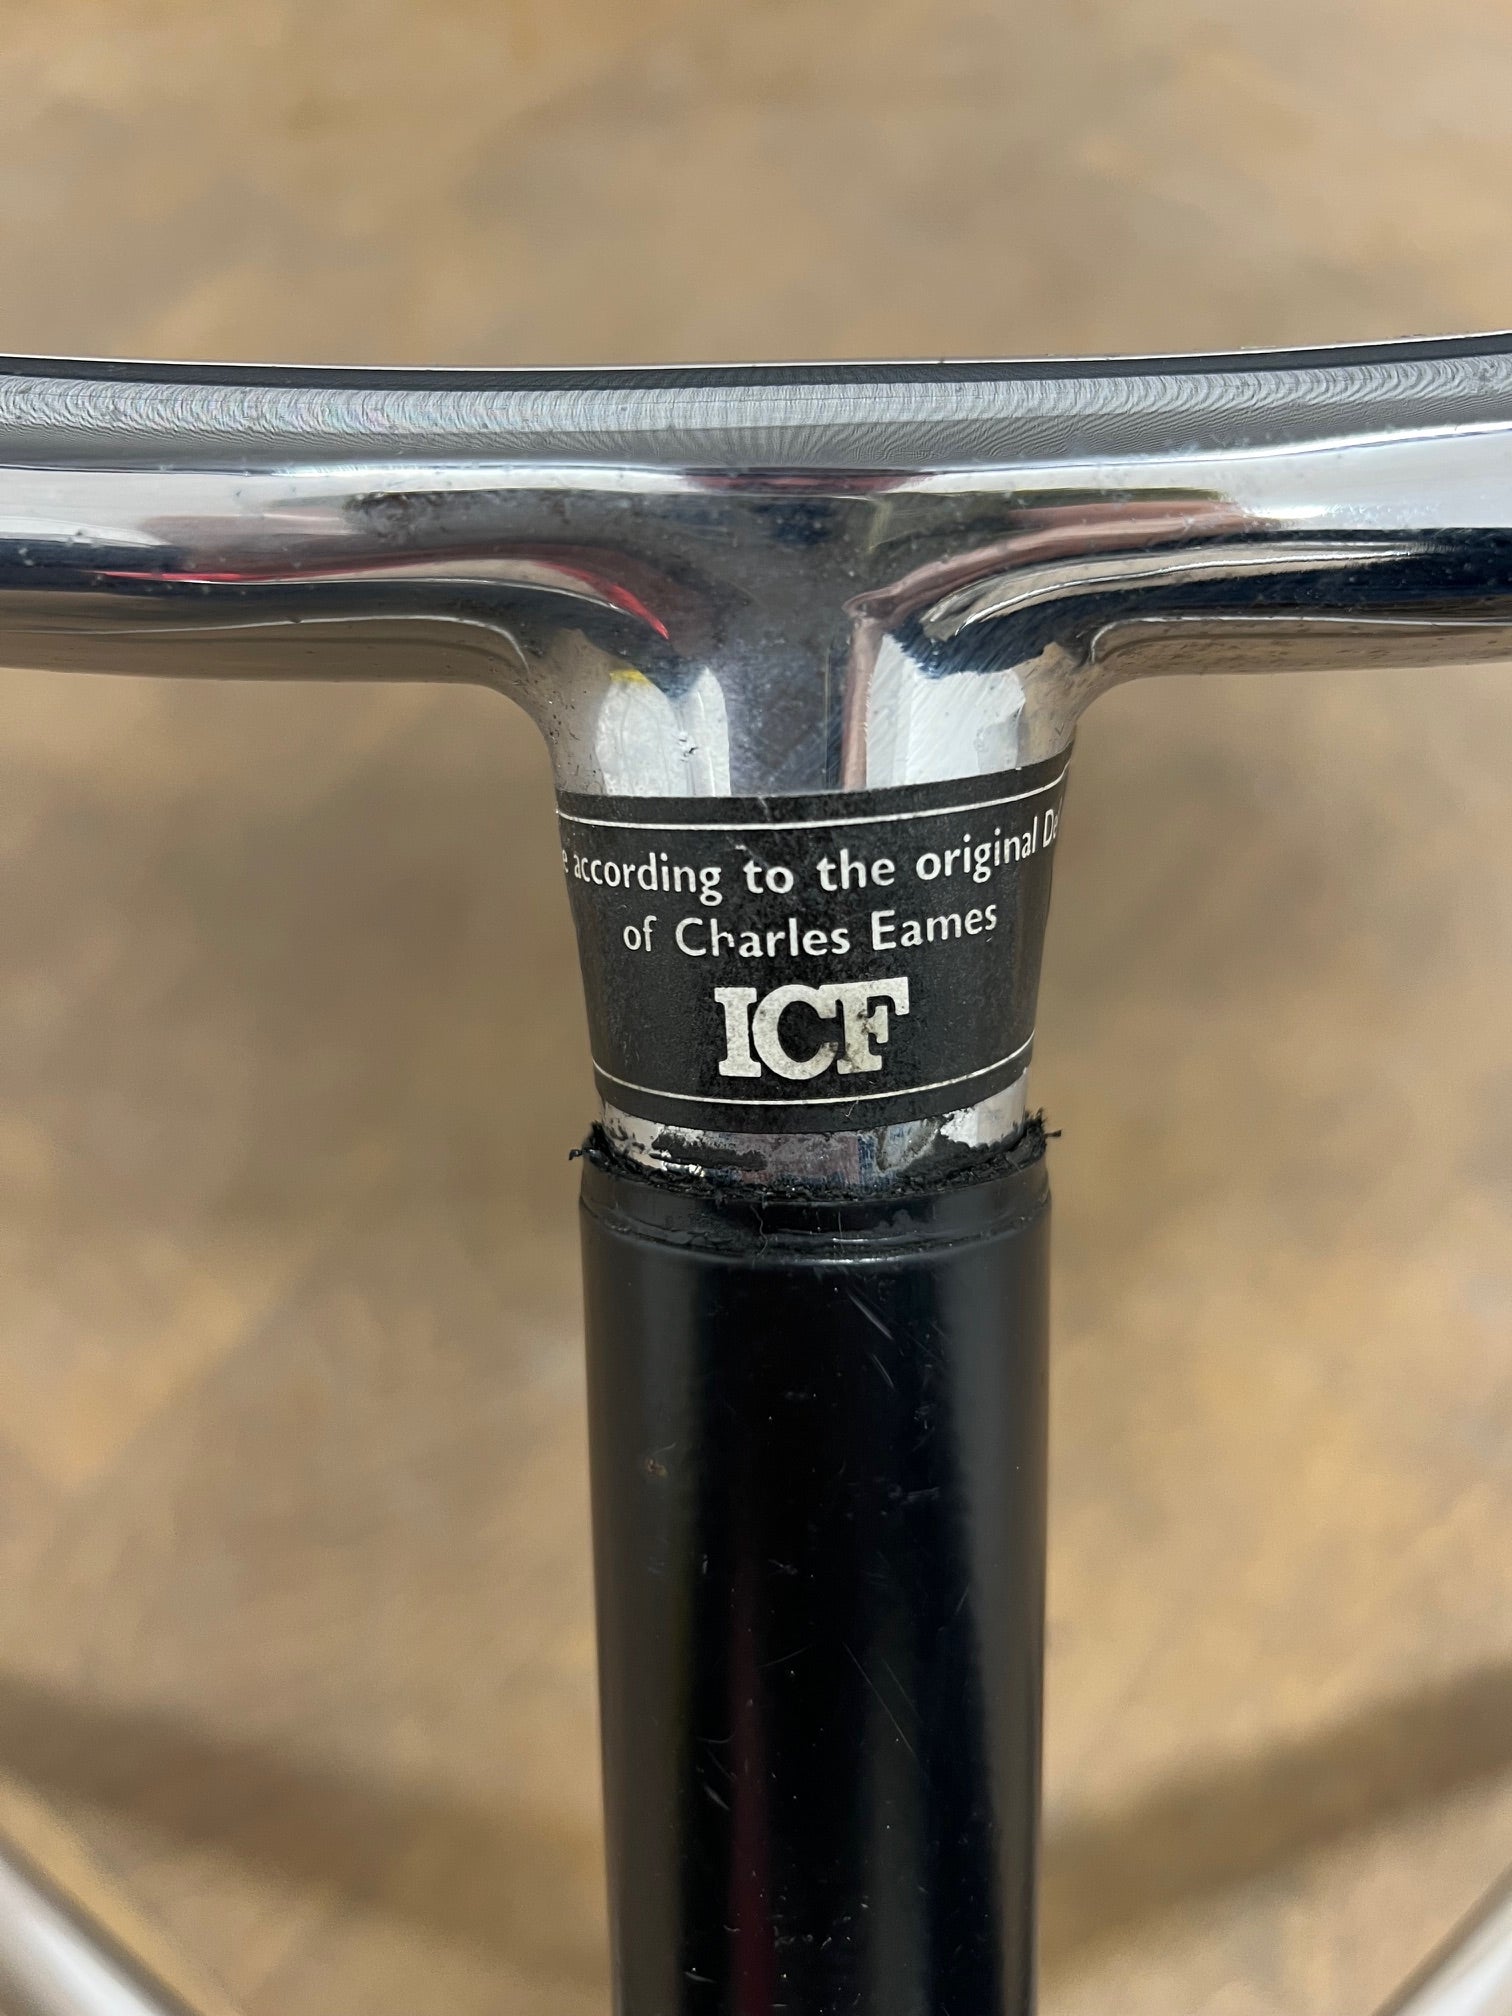 according to the original
of Charles Eames
ICF